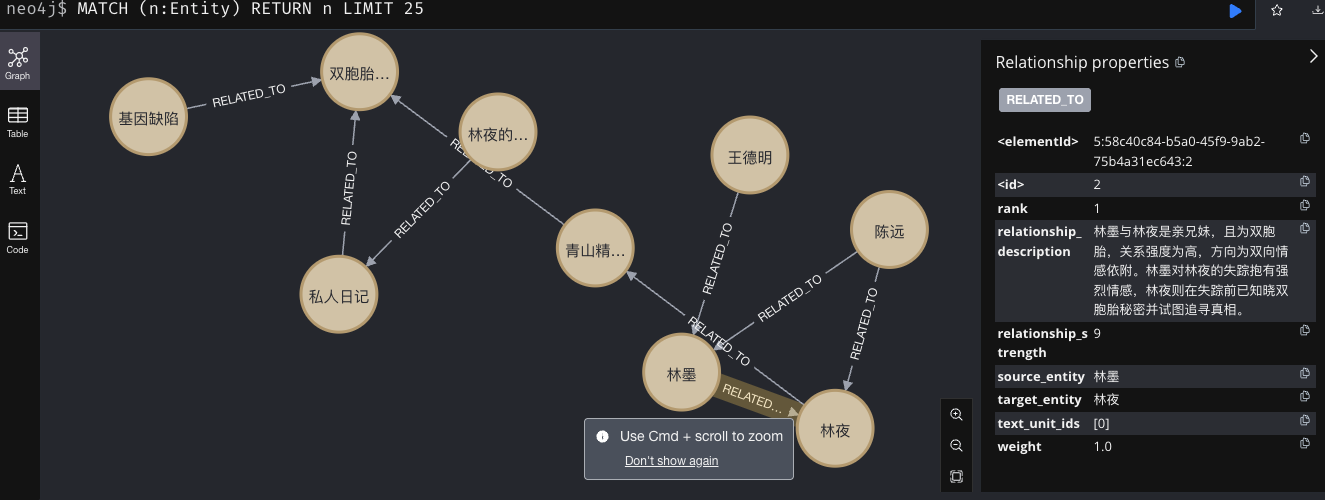 neo4j$ MATCH (n:Entity) RETURN n LIMIT 25
Graph
Table
Text
Code
双胞胎...
基因缺陷
RELATED_TO
林夜的...
RELATED_TO
王德明
RELATED_TO
RELATED_TO
陈远
青山精...
私人日记
RELATED_TO
RELATED_TO
RELATED_TO
RELATED_TO
林墨
RELATED...
林夜
Use Cmd + scroll to zoom
Don't show again
Relationship properties
RELATED_TO
<elementId> 5:58c40c84-b5a0-45f9-9ab2-
75b4a31ec643:2
<id> 2
rank 1
relationship_ 林墨与林夜是亲兄妹，且为双胞
description 胎，关系强度为高，方向为双向情
感依附。林墨对林夜的失踪抱有强
烈情感，林夜则在失踪前已知晓双
胞胎秘密并试图追寻真相。
relationship_s 9
trength
source_entity 林墨
target_entity 林夜
text_unit_ids [0]
weight 1.0